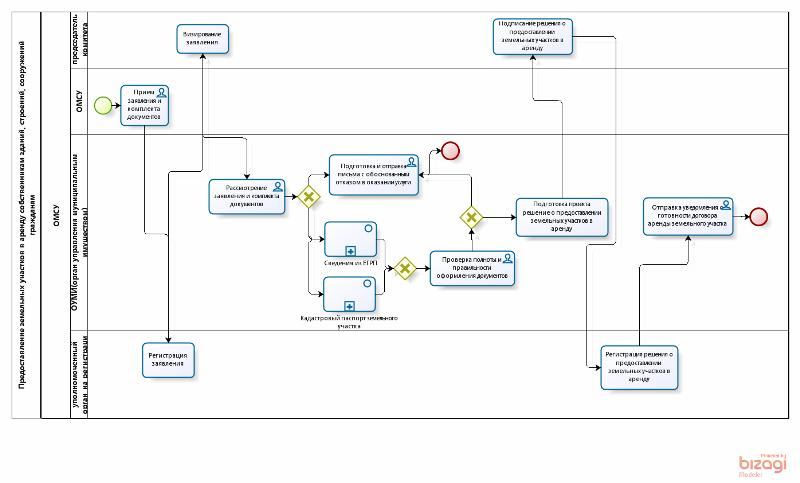 Предоставление земельных участков в аренду собственникам зданий, строений, сооружений
гражданам
ОМСУ
председатель
комитета
Визирование
заявления
Подписание решения о
предоставлении
земельных участков в
аренду
ОМСУ
Прием
заявления и
комплекта
документов
ОУМИ(орган управления муниципальным
имуществом)
Рассмотрение
заявления и комплекта
документов
Подготовка и отправка
письма с обоснованным
отказом в оказании услуги
Сведения из ЕГРП
Кадастровый паспорт земельного
участка
Проверка полноты и
правильности
оформления документов
Подготовка проекта
решение о предоставлении
земельных участков в
аренду
Отправка уведомления о
готовности договора
аренды земельного участка
уполномоченный
орган на регистраци
Регистрация
заявления
Регистрация решения о
предоставлении
земельных участков в
аренду
Powered by
bizagi
Modeler